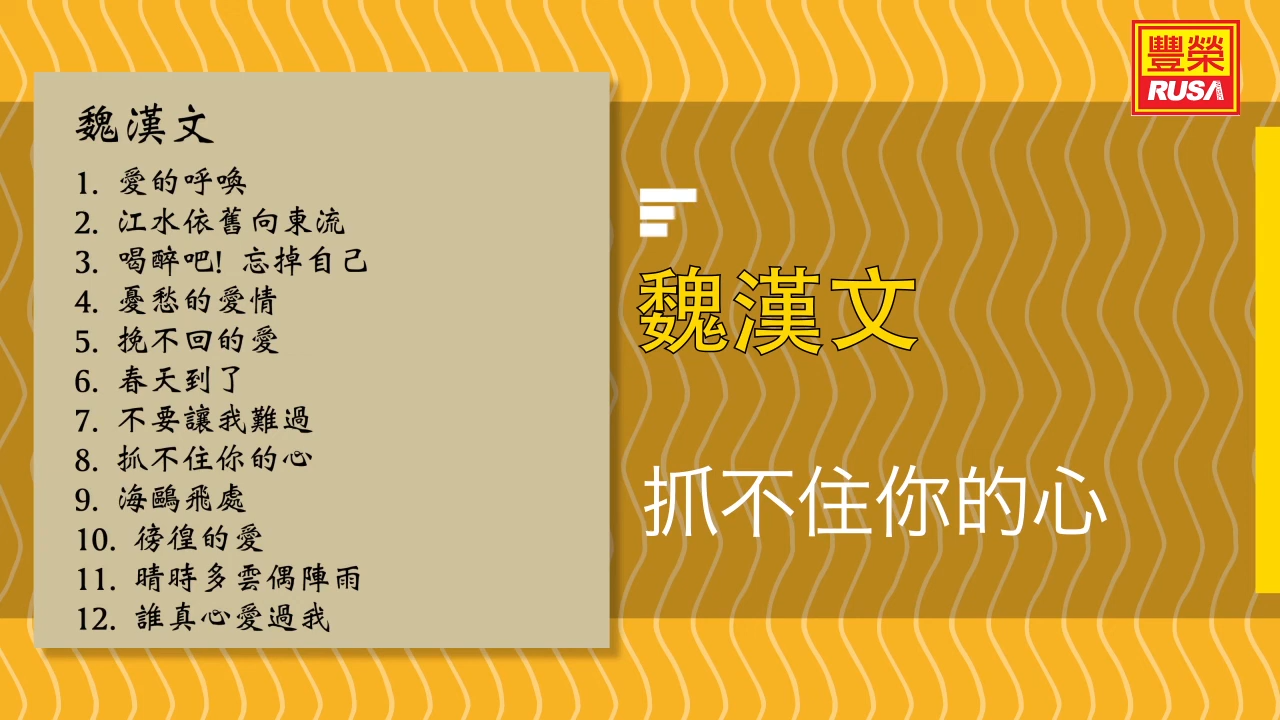 魏漢文
1. 愛的呼喚
2. 江水依舊向東流
3. 喝醉吧! 忘掉自己
4. 憂愁的愛情
5. 挽不回的愛
6. 春天到了
7. 不要讓我難過
8. 抓不住你的心
9. 海鷗飛處
10. 徬徨的愛
11. 晴時多雲偶陣雨
12. 誰真心愛過我
豐榮
RUSA
魏漢文
抓不住你的心